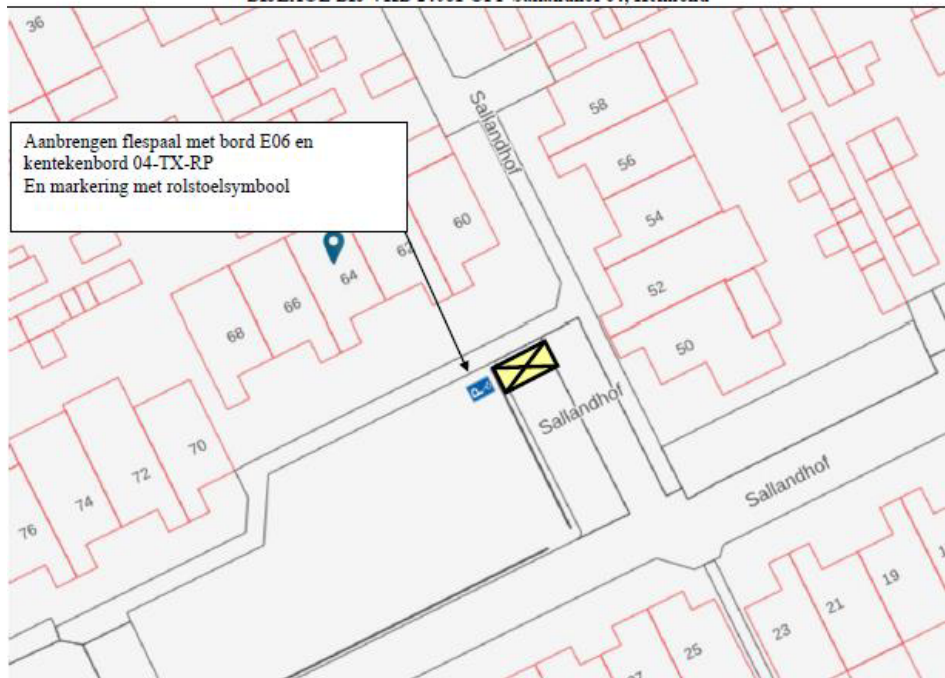 36
58
Sallandhof
Aanbrengen flespaal met bord E06 en
kentekenbord 04-TX-RP
En markering met rolstoelsymbool
56
60
54
62
64
66
52
68
50
P
Sallandhof
70
72
Sallandhof
74
76
19
21
23
25